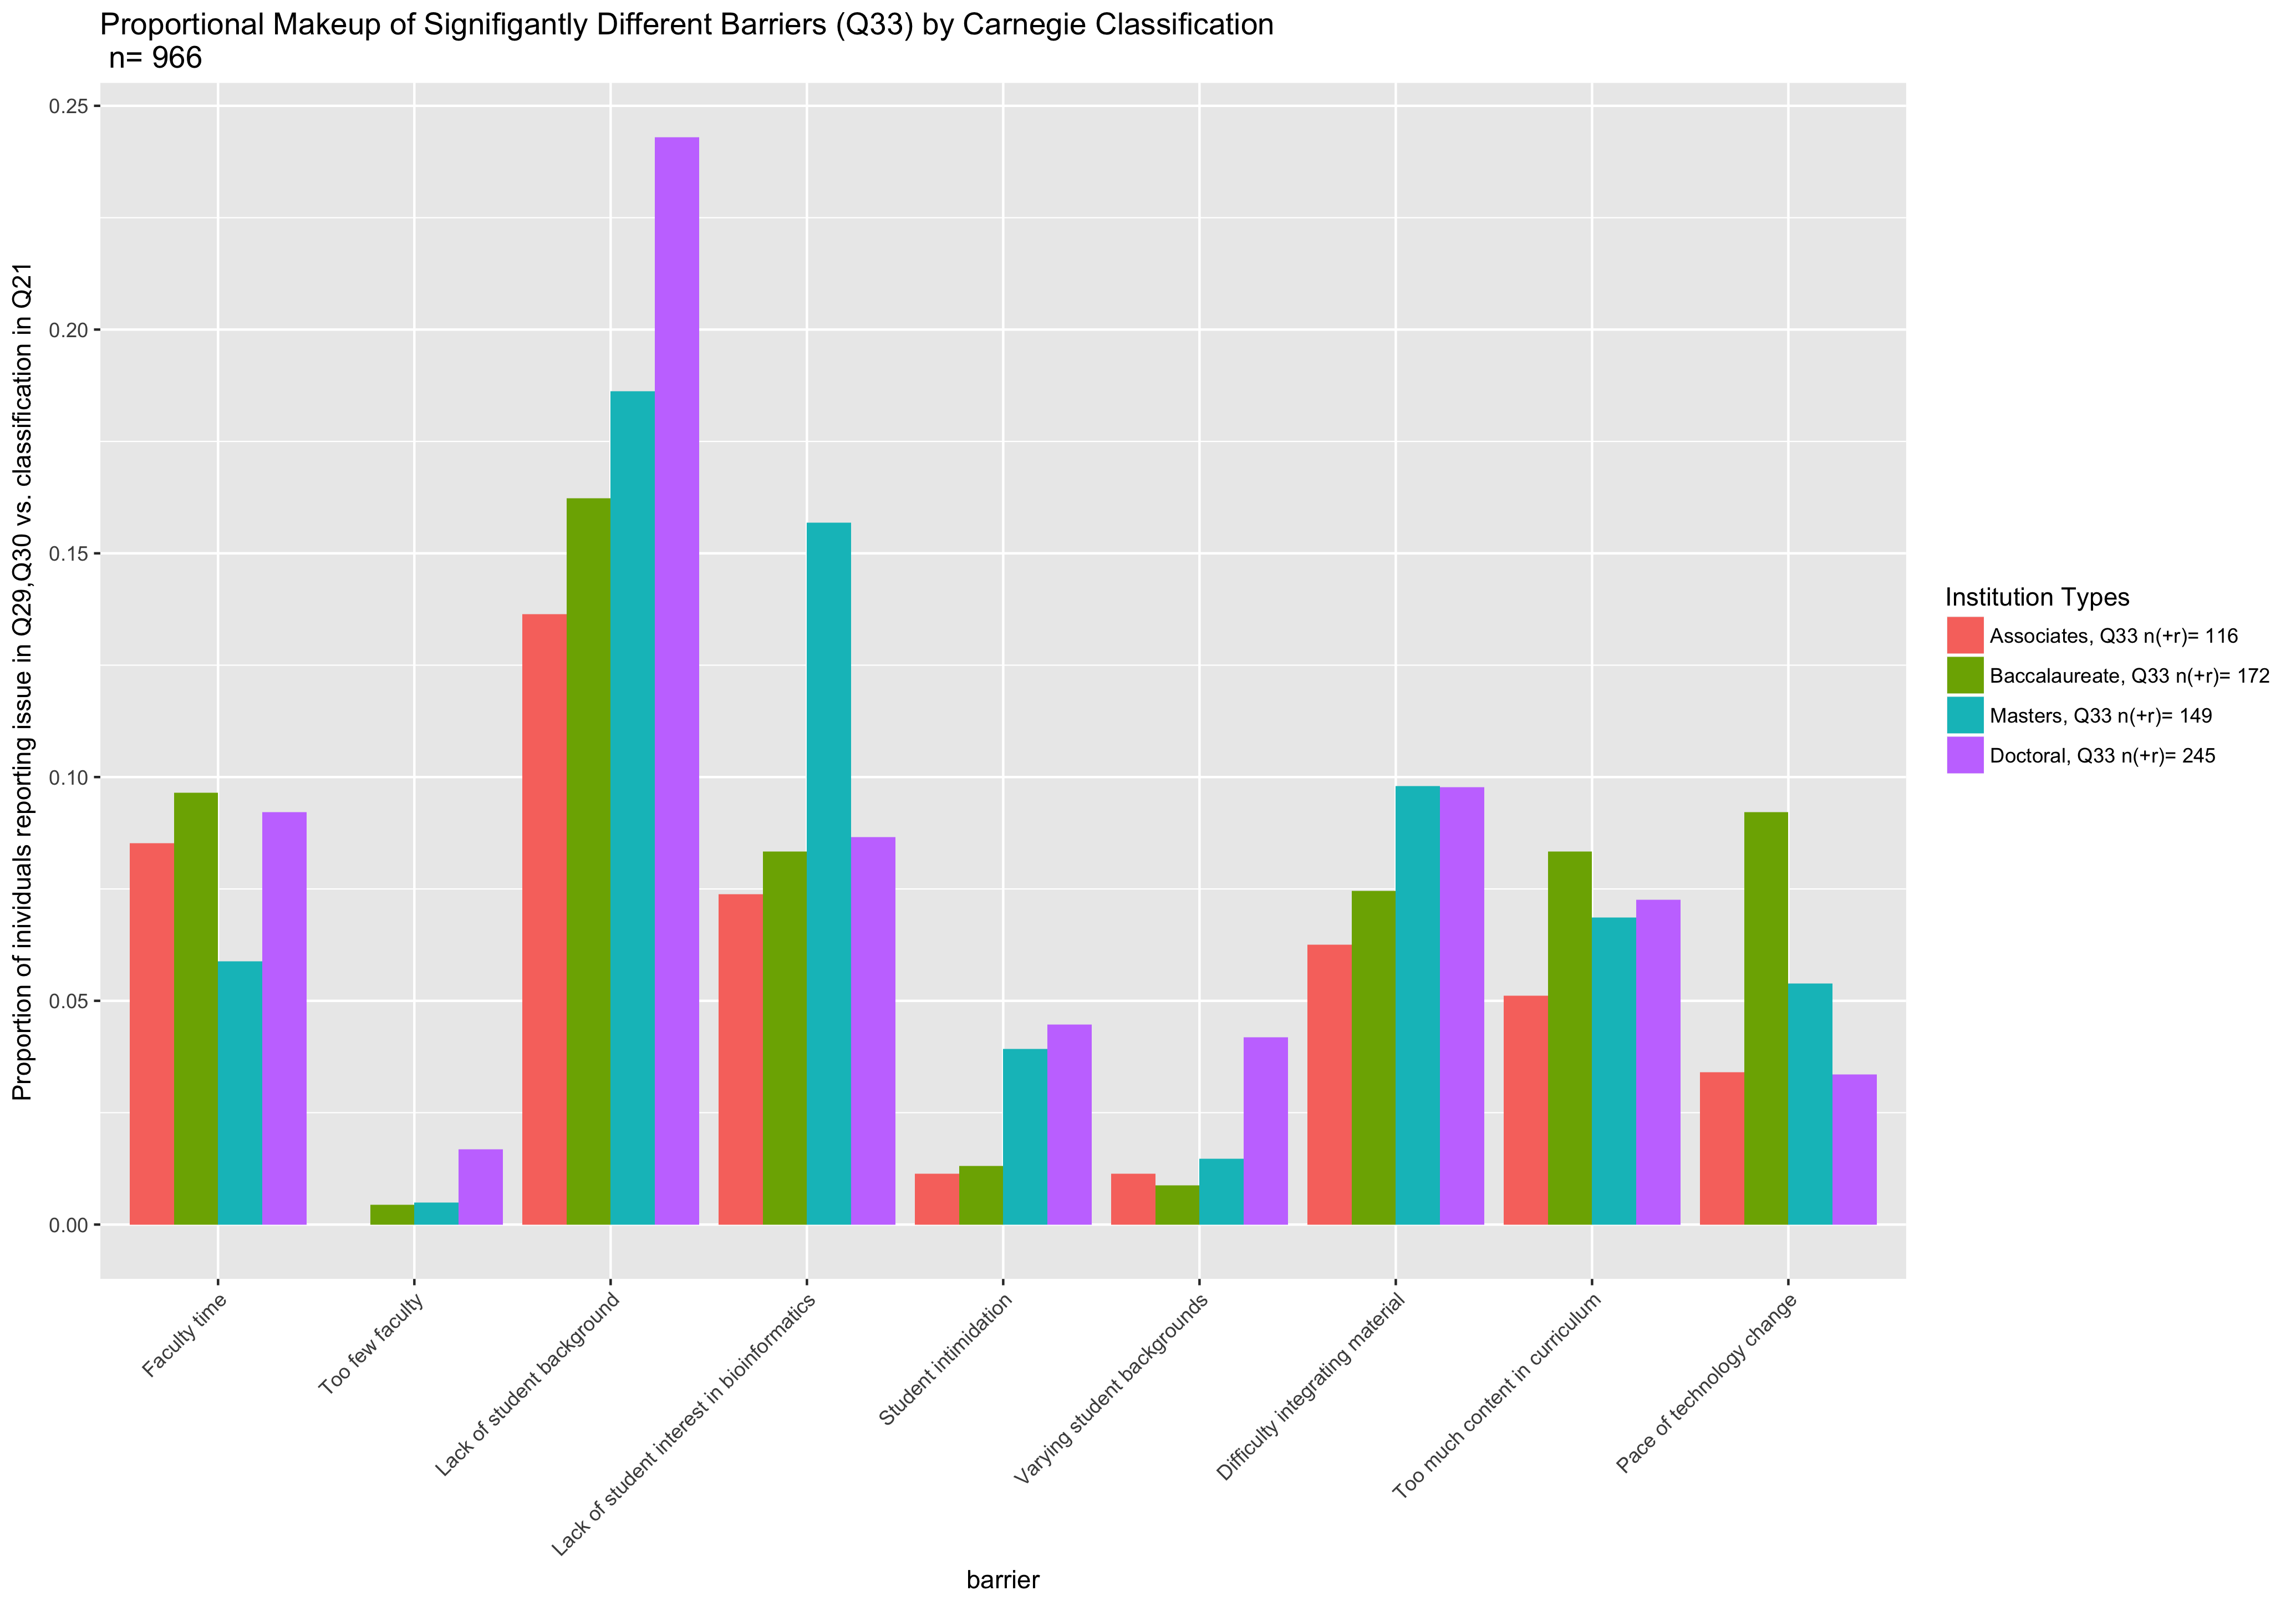 Proportional Makeup of Signifigantly Different Barriers (Q33) by Carnegie Classification
n= 966
Proportion of inividuals reporting issue in Q29,Q30 vs. classification in Q21
0.25
0.20
0.15
0.10
0.05
0.00
Faculty time
Too few faculty
Lack of student background
Lack of student interest in bioinformatics
Student intimidation
Varying student backgrounds
Difficulty integrating material
Too much content in curriculum
Pace of technology change
barrier
Institution Types
Associates, Q33 n(+r)= 116
Baccalaureate, Q33 n(+r)= 172
Masters, Q33 n(+r)= 149
Doctoral, Q33 n(+r)= 245